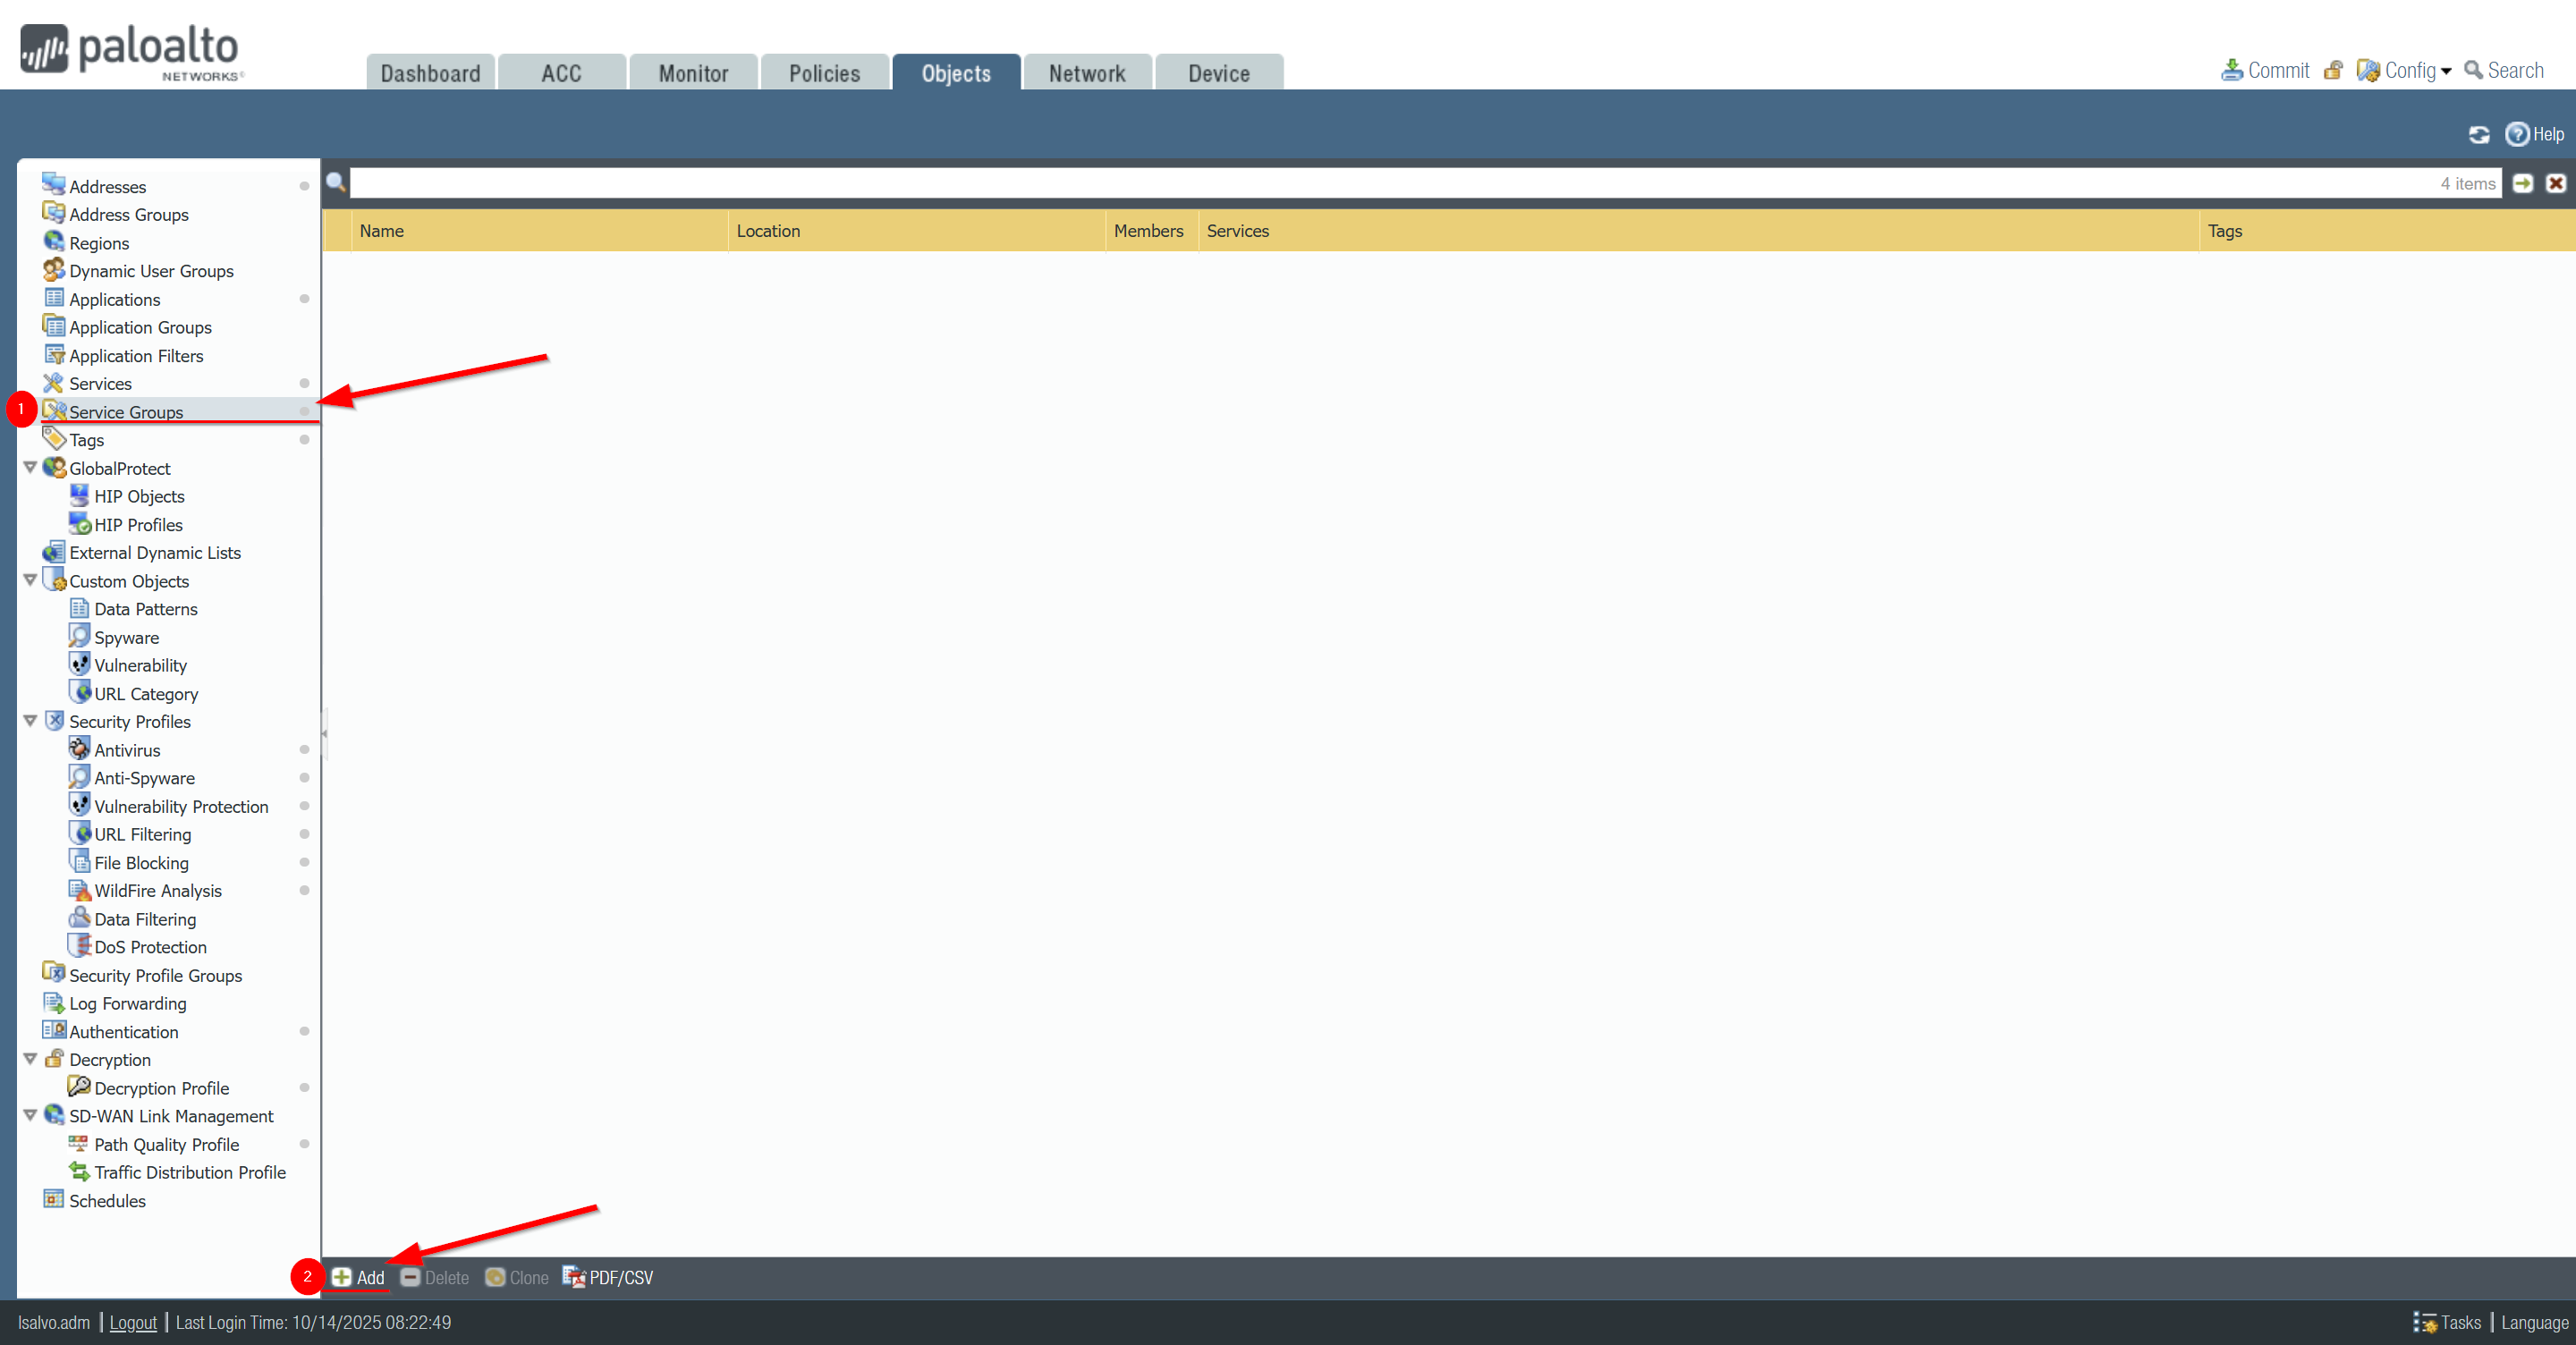 paloalto
NETWORKS®
Dashboard ACC Monitor Policies Objects Network Device
Commit Config Search
Help
4 items
Name Location Members Services Tags
Addresses
Address Groups
Regions
Dynamic User Groups
Applications
Application Groups
Application Filters
Services
1 Service Groups
Tags
GlobalProtect
HIP Objects
HIP Profiles
External Dynamic Lists
Custom Objects
Data Patterns
Spyware
Vulnerability
URL Category
Security Profiles
Antivirus
Anti-Spyware
Vulnerability Protection
URL Filtering
File Blocking
WildFire Analysis
Data Filtering
DoS Protection
Security Profile Groups
Log Forwarding
Authentication
Decryption
Decryption Profile
SD-WAN Link Management
Path Quality Profile
Traffic Distribution Profile
Schedules
2 Add Delete Clone PDF/CSV
lsalvo.adm | Logout | Last Login Time: 10/14/2025 08:22:49
Tasks | Language